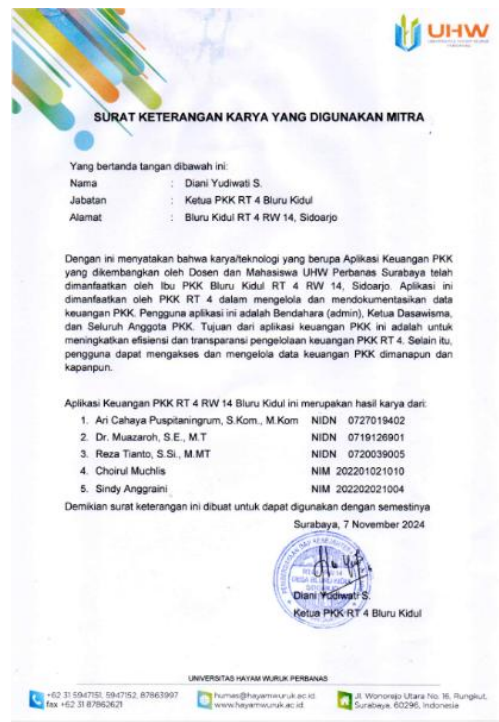 UHW
SURAT KETERANGAN KARYA YANG DIGUNAKAN MITRA
Yang bertanda tangan dibawah ini:
Nama : Diani Yudiwati S.
Jabatan : Ketua PKK RT 4 Bluru Kidul
Alamat : Bluru Kidul RT 4 RW 14, Sidoarjo
Dengan ini menyatakan bahwa karya/teknologi yang berupa Aplikasi Keuangan PKK
yang dikembangkan oleh Dosen dan Mahasiswa UHW Perbanas Surabaya telah
dimanfaatkan oleh Ibu PKK Bluru Kidul RT 4 RW 14, Sidoarjo. Aplikasi ini
dimanfaatkan oleh PKK RT 4 dalam mengelola dan mendokumentasikan data
keuangan PKK. Pengguna aplikasi ini adalah Bendahara (admin), Ketua Dasawisma,
dan Seluruh Anggota PKK. Tujuan dari aplikasi keuangan PKK ini adalah untuk
meningkatkan efisiensi dan transparansi pengelolaan keuangan PKK RT 4. Selain itu,
pengguna dapat mengakses dan mengelola data keuangan PKK dimanapun dan
kapanpun.
Aplikasi Keuangan PKK RT 4 RW 14 Bluru Kidul ini merupakan hasil karya dari:
1. Ari Cahaya Puspitaningrum, S.Kom., M.Kom NIDN 0727019402
2. Dr. Muazaroh, S.E., M.T NIDN 0719126901
3. Reza Tianto, S.Si., M.MT NIDN 0720039005
4. Choirul Muchlis NIM 202201021010
5. Sindy Anggraini NIM 202202021004
Demikian surat keterangan ini dibuat untuk dapat digunakan dengan semestinya
Surabaya, 7 November 2024
Diani Yudiwati S.
Ketua PKK RT 4 Bluru Kidul
UNIVERSITAS HAYAM WURUK PERBANAS
+62 31 5947151, 5947152, 87863997
fax +62 31 87862621
humas@hayamwuruk.ac.id
www.hayamwuruk.ac.id
Jl. Wonorejo Utara No. 16, Rungkut,
Surabaya, 60296, Indonesia